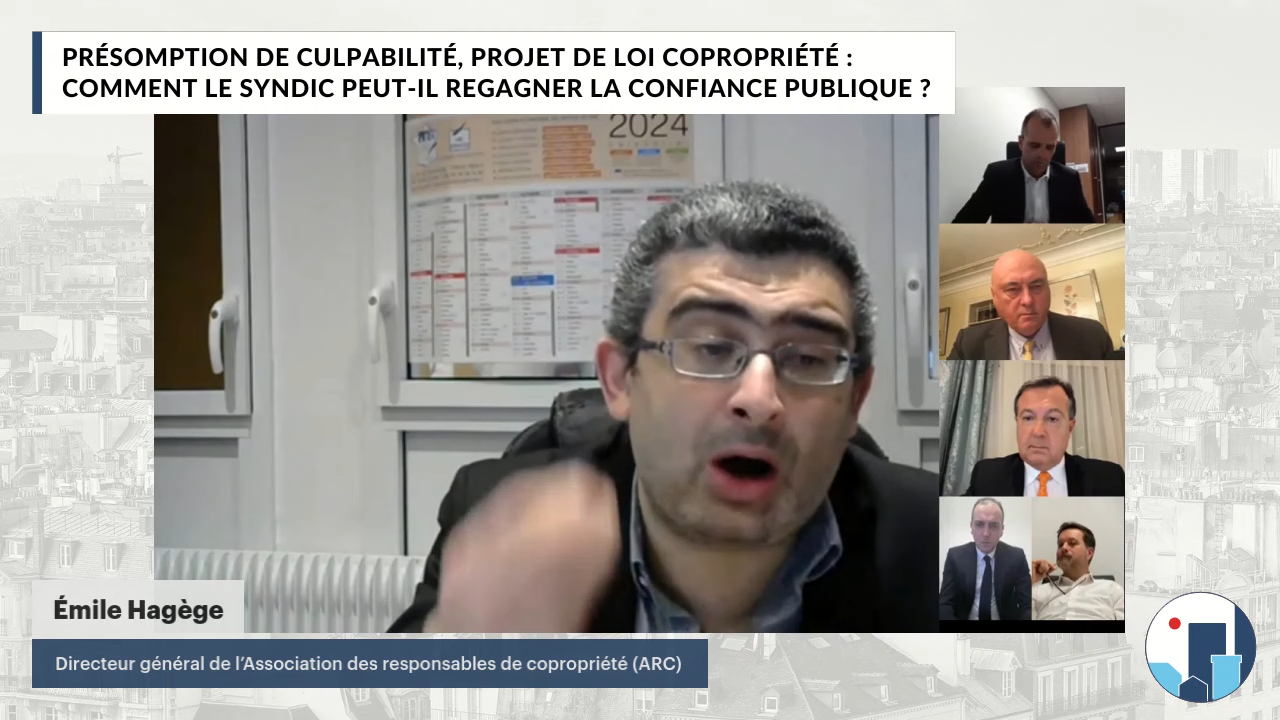 PRÉSOMPTION DE CULPABILITÉ, PROJET DE LOI COPROPRIÉTÉ :
COMMENT LE SYNDIC PEUT-IL REGAGNER LA CONFIANCE PUBLIQUE ?
2024
Émile Hagège
Directeur général de l’Association des responsables de copropriété (ARC)